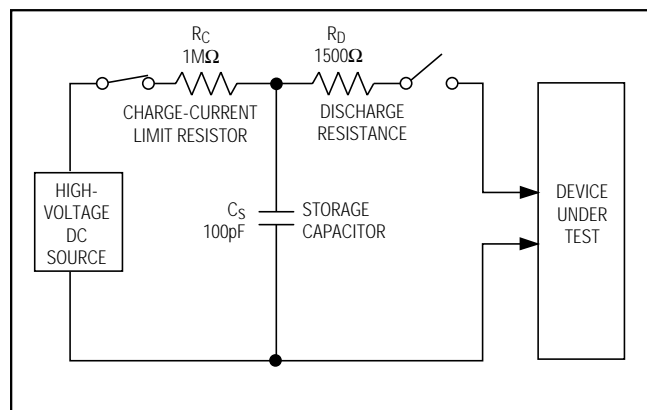 R_C
1MΩ
R_D
1500Ω
CHARGE-CURRENT
LIMIT RESISTOR
DISCHARGE
RESISTANCE
HIGH-
VOLTAGE
DC
SOURCE
C_S
100pF
STORAGE
CAPACITOR
DEVICE
UNDER
TEST